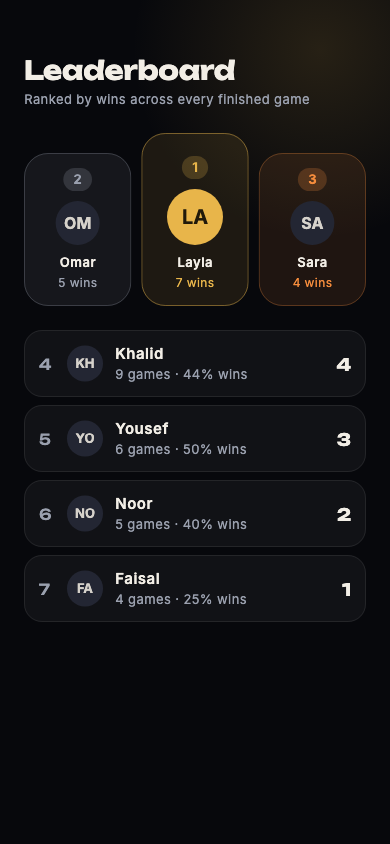 Leaderboard
Ranked by wins across every finished game
2
OM
Omar
5 wins
1
LA
Layla
7 wins
3
SA
Sara
4 wins
4 KH Khalid 4
9 games · 44% wins
5 YO Yousef 3
6 games · 50% wins
6 NO Noor 2
5 games · 40% wins
7 FA Faisal 1
4 games · 25% wins